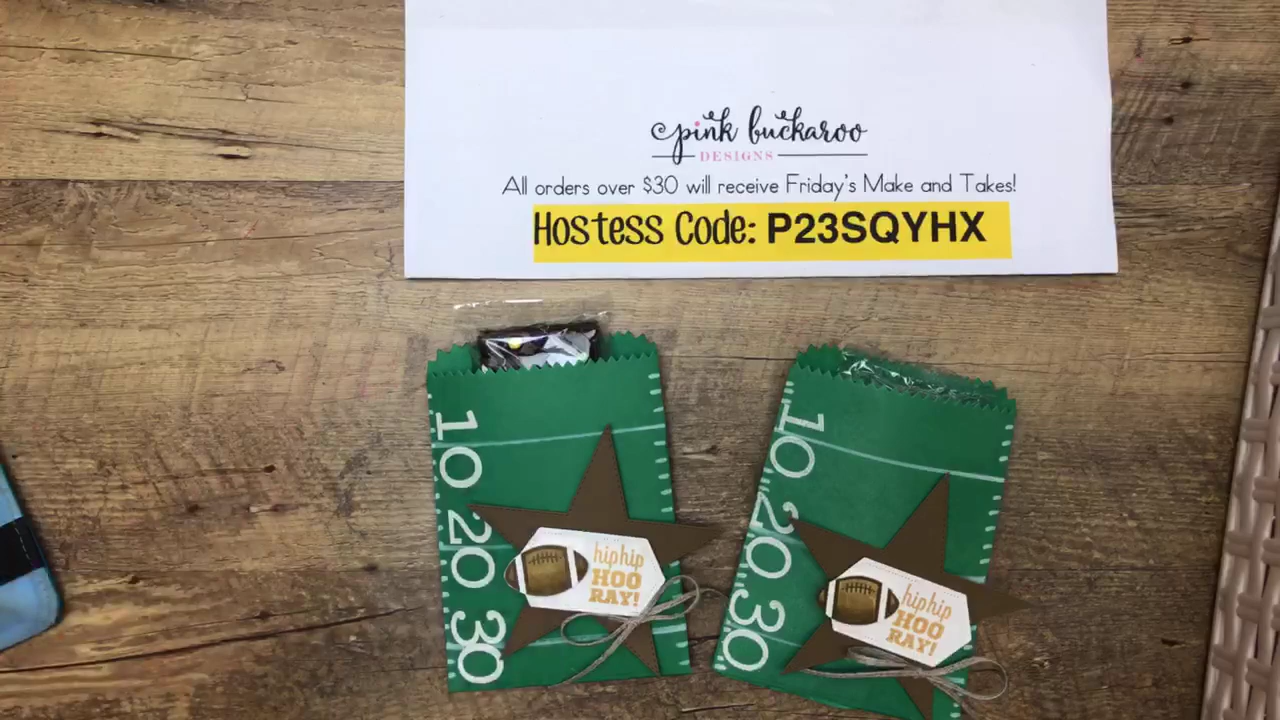 pink buckaroo
DESIGNS
All orders over $30 will receive Friday's Make and Takes!
Hostess Code: P23SQYHX
10 20 30
hip hip
HOO
RAY!
10 20 30
hip hip
HOO
RAY!